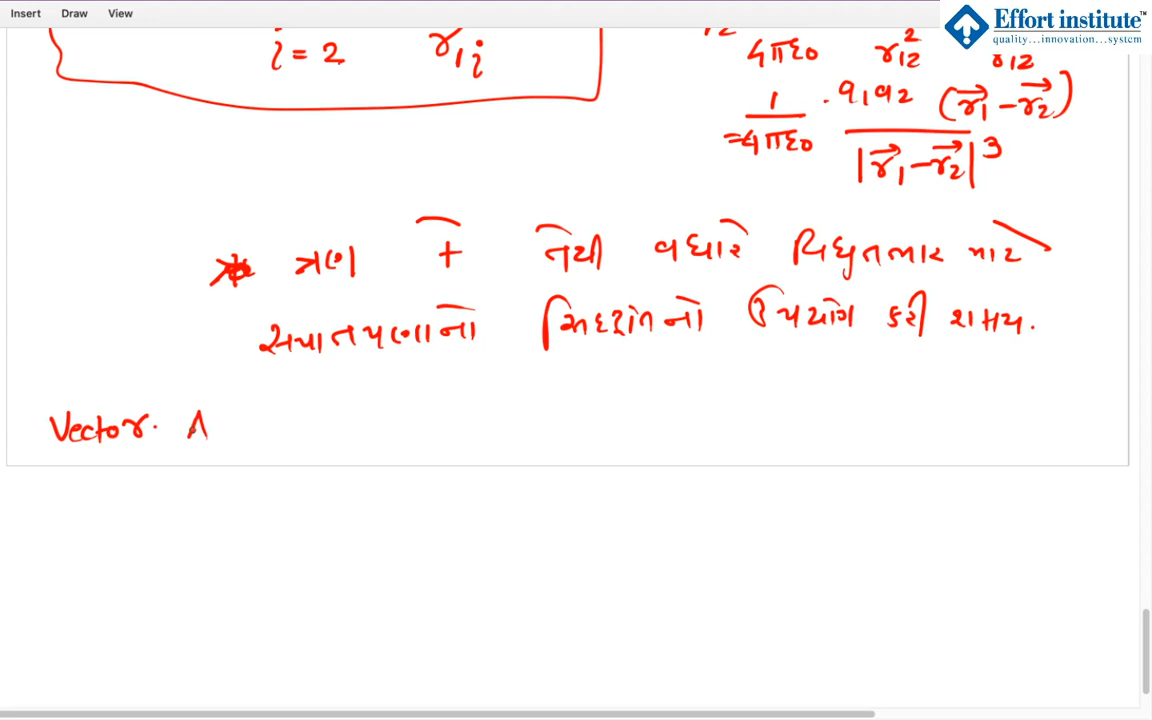 Insert Draw View
Effort institute™
quality...innovation...system
i = 2 r₁ᵢ
4πε₀ r₁₂² r₁₂
= 1/4πε₀ · q₁q₂ (r⃗₁ - r⃗₂) / |r⃗₁ - r⃗₂|³
* ત્રણ કે તેથી વધારે વિદ્યુતભાર માટે
સંપાતપણાનો સિદ્ધાંતનો ઉપયોગ કરી શકાય.
Vector. A